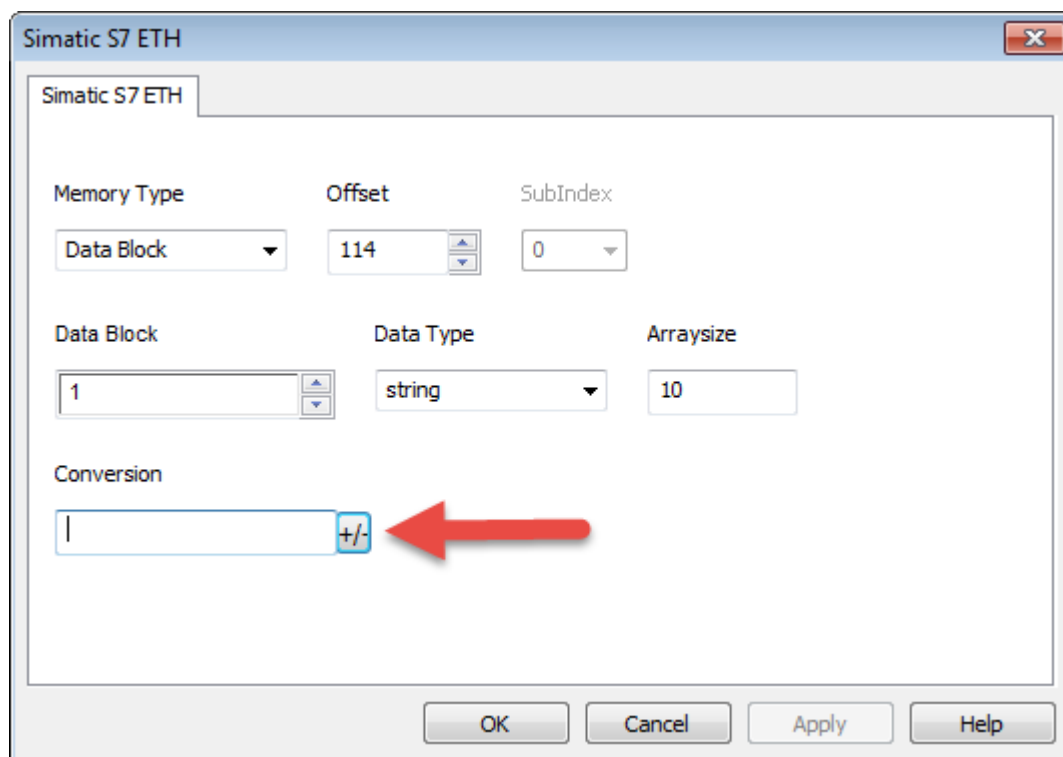 Simatic S7 ETH
Simatic S7 ETH
Memory Type Offset SubIndex
Data Block 114 0
Data Block Data Type Arraysize
1 string 10
Conversion
+/-
OK Cancel Apply Help